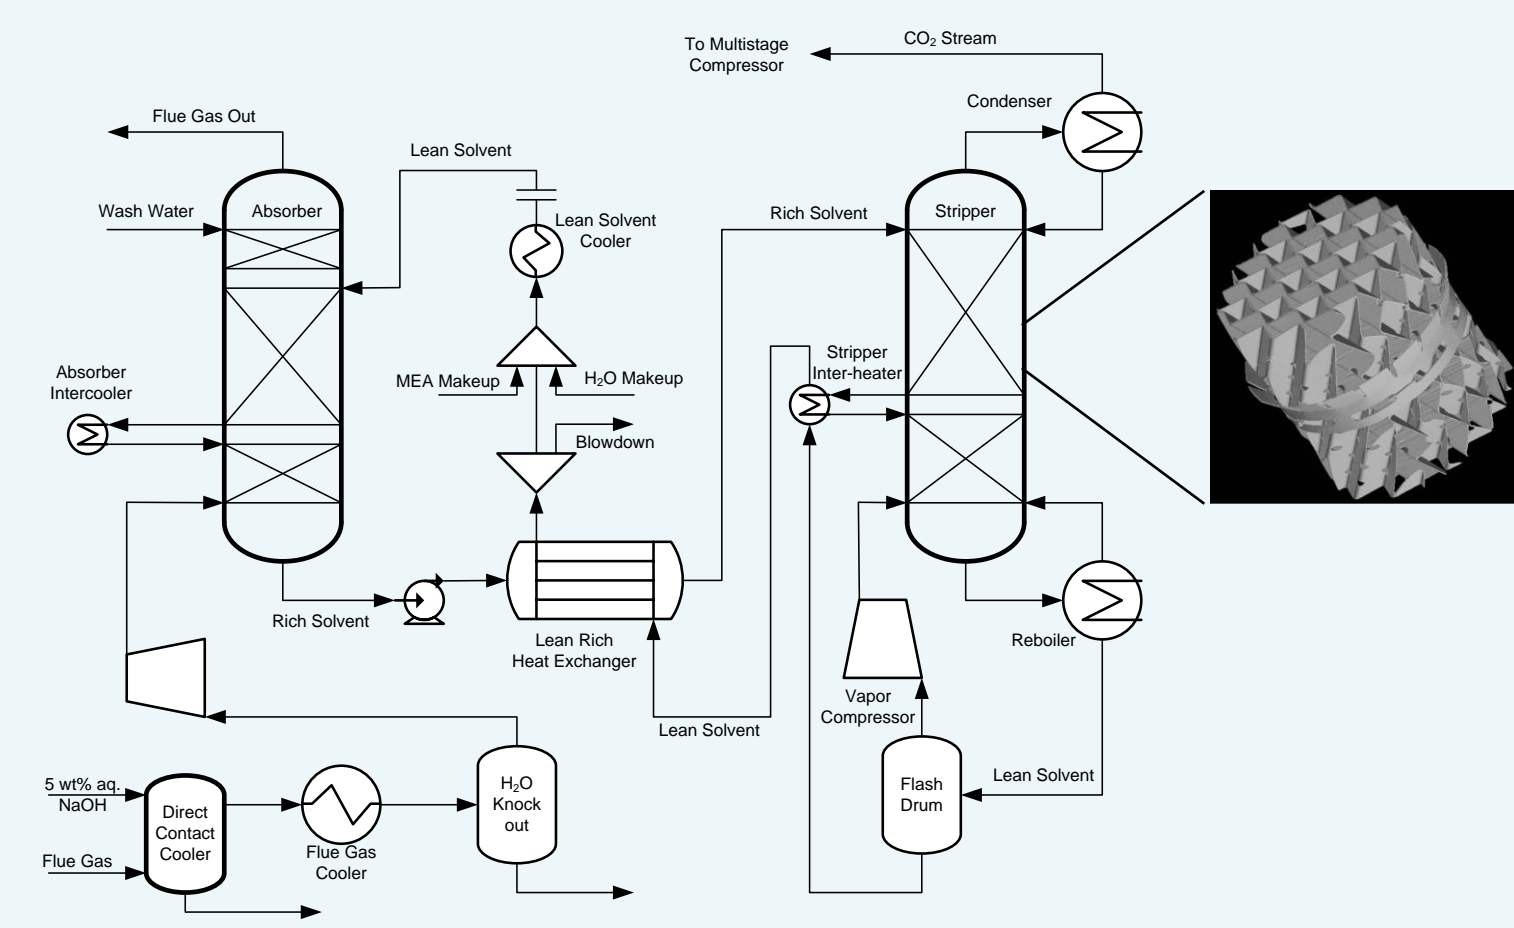 To Multistage
Compressor
CO₂ Stream
Condenser
Flue Gas Out
Lean Solvent
Wash Water
Absorber
Lean Solvent
Cooler
Rich Solvent
Stripper
Absorber
Intercooler
MEA Makeup
H₂O Makeup
Stripper
Inter-heater
Blowdown
Rich Solvent
Lean Rich
Heat Exchanger
Reboiler
Vapor
Compressor
Lean Solvent
5 wt% aq.
NaOH
Direct
Contact
Cooler
Flue Gas
Flue Gas
Cooler
H₂O
Knock
out
Flash
Drum
Lean Solvent